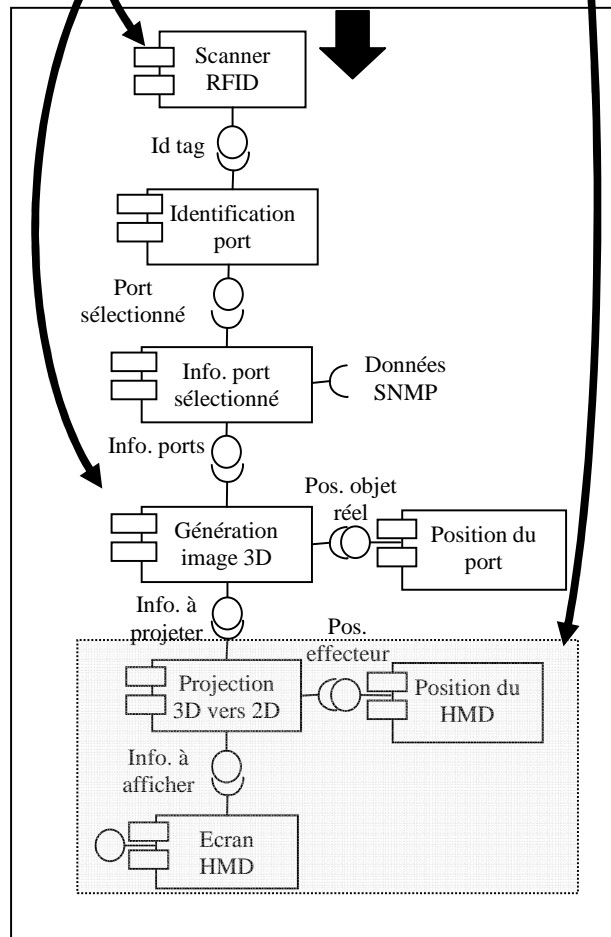 Scanner
RFID
Id tag
Identification
port
Port
sélectionné
Info. port
sélectionné
Données
SNMP
Info. ports
Pos. objet
réel
Génération
image 3D
Position du
port
Info. à
projeter
Pos.
effecteur
Projection
3D vers 2D
Position du
HMD
Info. à
afficher
Ecran
HMD